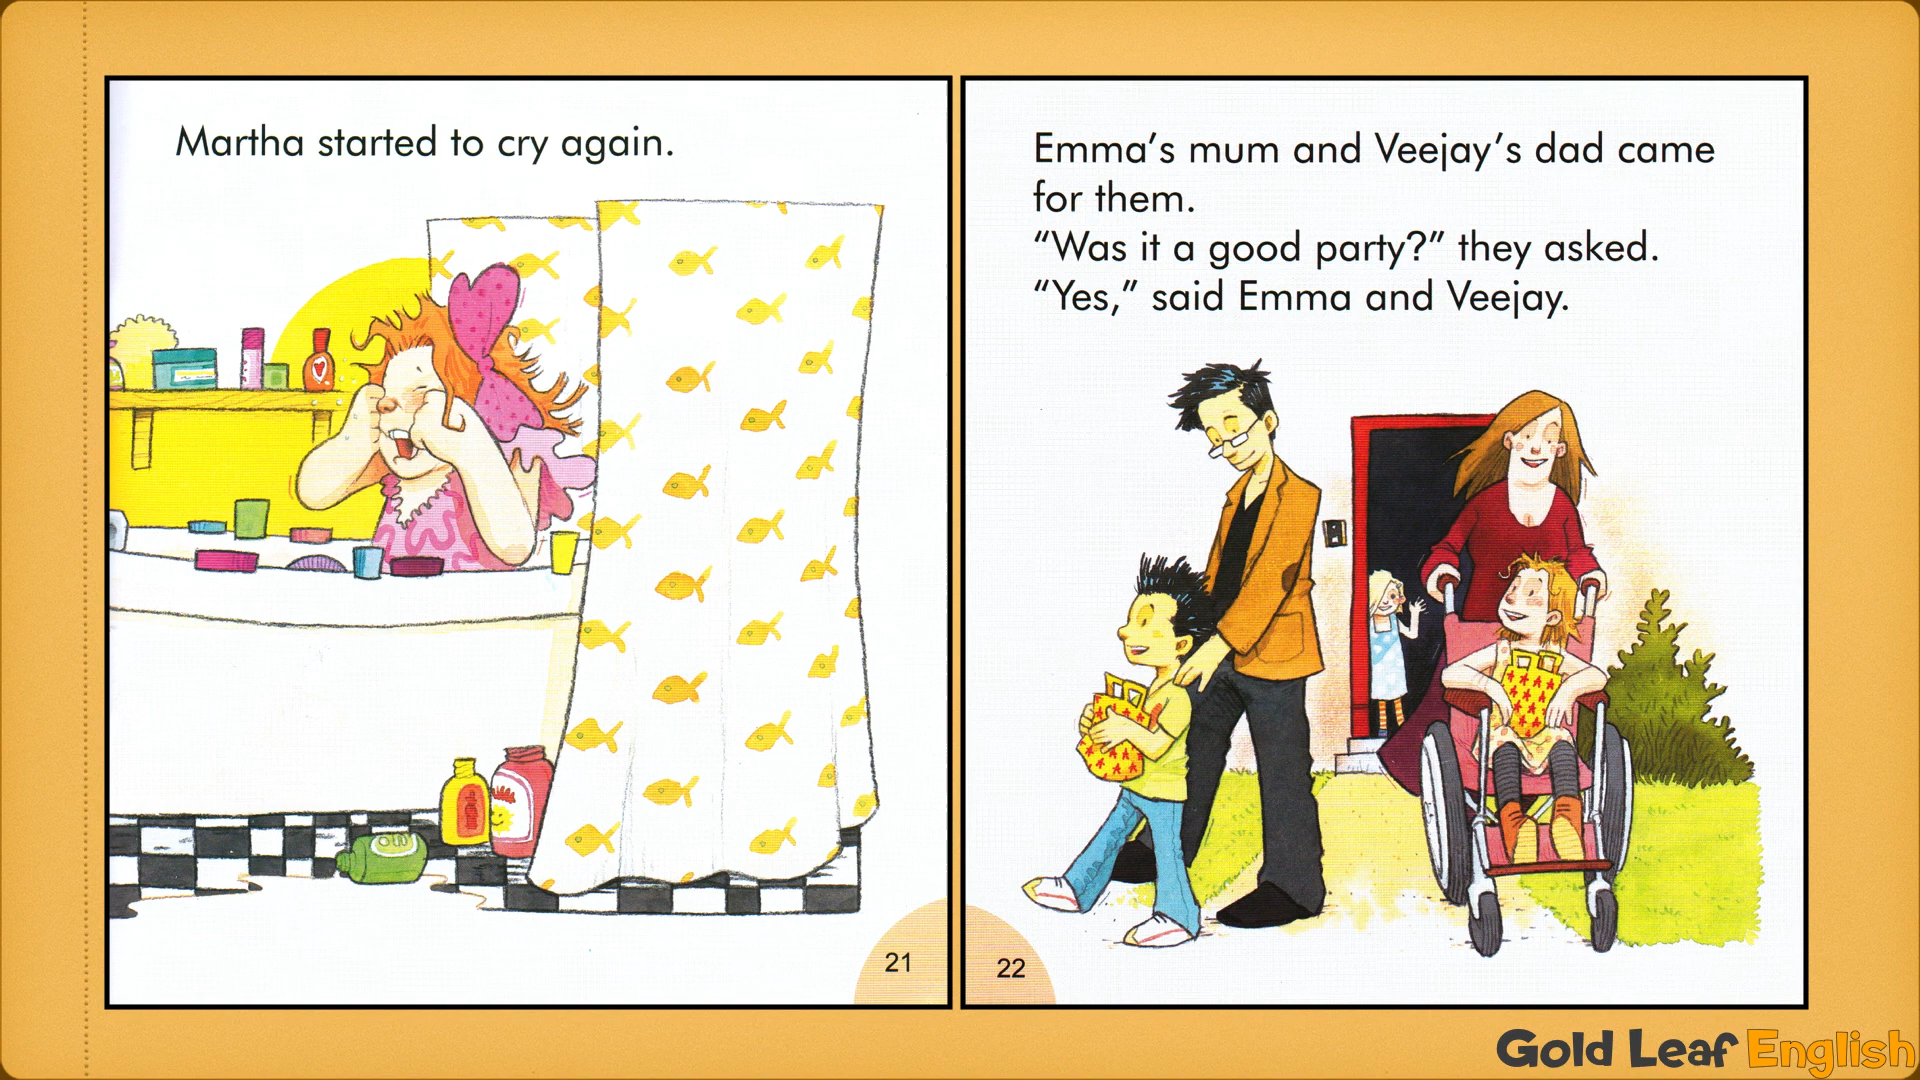 Martha started to cry again.
21
Emma's mum and Veejay's dad came
for them.
“Was it a good party?” they asked.
“Yes,” said Emma and Veejay.
22
Gold Leaf English